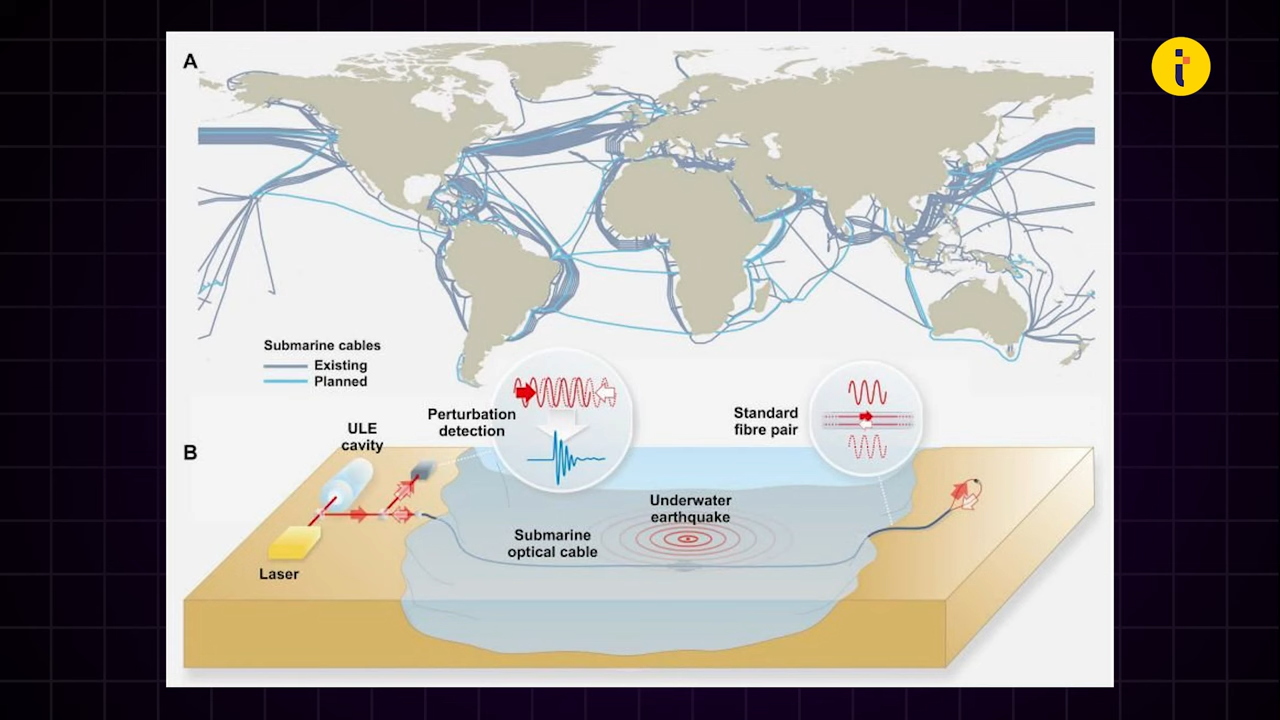 A
Submarine cables
Existing
Planned
B
ULE
cavity
Perturbation
detection
Standard
fibre pair
Underwater
earthquake
Submarine
optical cable
Laser
i